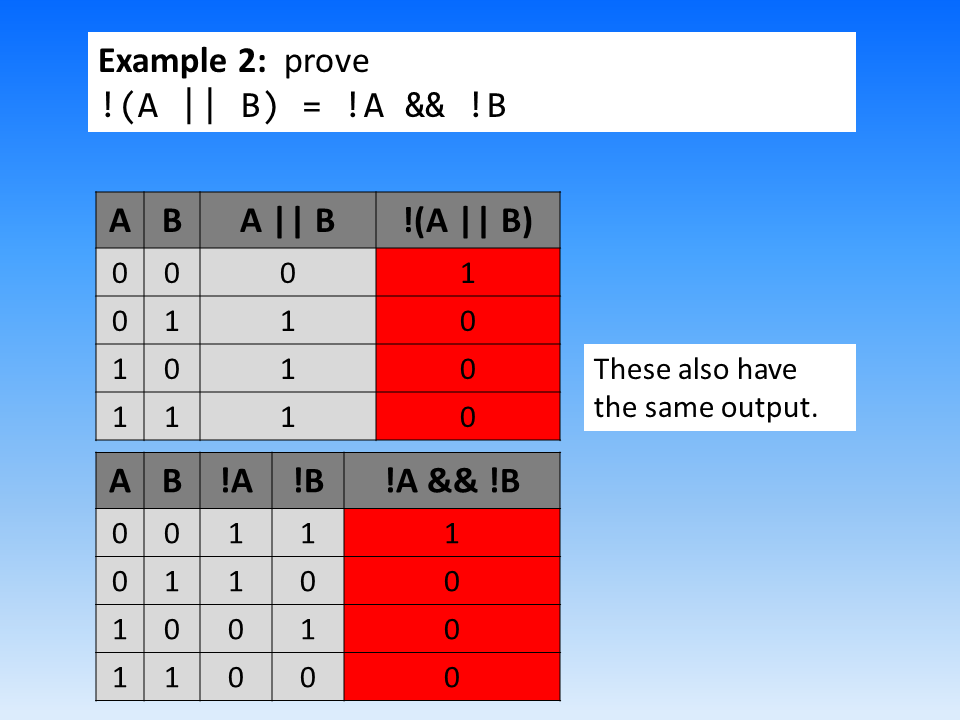 Example 2: prove
!(A || B) = !A && !B
A B A || B !(A || B)
0 0 0 1
0 1 1 0
1 0 1 0
1 1 1 0
These also have
the same output.
A B !A !B !A && !B
0 0 1 1 1
0 1 1 0 0
1 0 0 1 0
1 1 0 0 0